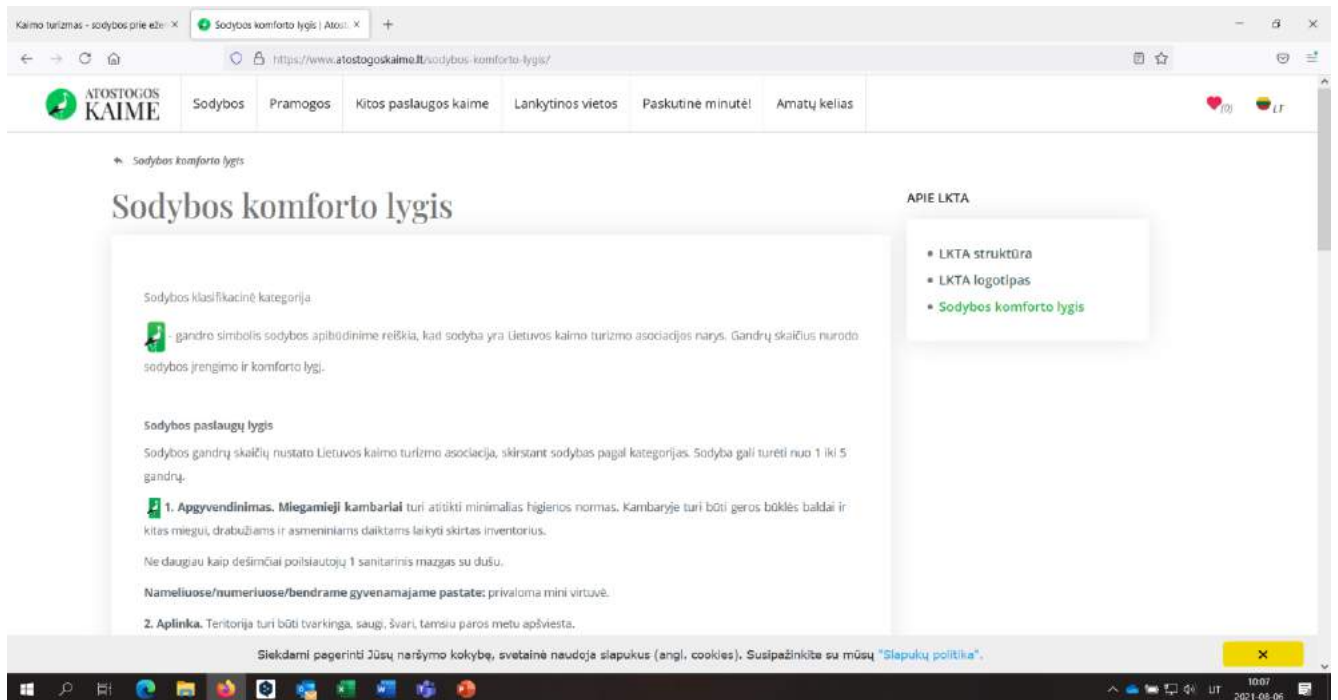 Kaimo turizmas - sodybos prie eže
Sodybos komforto lygis | Atos
https://www.atostogoskaime.lt/sodybos-komforto-lygis/
ATOSTOGOS
KAIME
Sodybos Pramogos Kitos paslaugos kaime Lankytinos vietos Paskutinė minutė! Amatų kelias
(0) LT
Sodybos komforto lygis
Sodybos komforto lygis
APIE LKTA
LKTA struktūra
LKTA logotipas
Sodybos komforto lygis
Sodybos klasifikacinė kategorija
- gandro simbolis sodybos apibūdinime reiškia, kad sodyba yra Lietuvos kaimo turizmo asociacijos narys. Gandrų skaičius nurodo
sodybos įrengimo ir komforto lygį.
Sodybos paslaugų lygis
Sodybos gandrų skaičių nustato Lietuvos kaimo turizmo asociacija, skirstant sodybas pagal kategorijas. Sodyba gali turėti nuo 1 iki 5
gandrų.
1. Apgyvendinimas. Miegamieji kambariai turi atitikti minimalias higienos normas. Kambaryje turi būti geros būklės baldai ir
kitas miegui, drabužiams ir asmeniniams daiktams laikyti skirtas inventorius.
Ne daugiau kaip dešimčiai poilsiautojų 1 sanitarinis mazgas su dušu.
Nameliuose/numeriuose/bendrame gyvenamajame pastate: privaloma mini virtuvė.
2. Aplinka. Teritorija turi būti tvarkinga, saugi, švari, tamsiu paros metu apšviesta.
Siekdami pagerinti Jūsų naršymo kokybę, svetainė naudoja slapukus (angl. cookies). Susipažinkite su mūsų "Slapukų politika".
LIT
10:07
2021-08-06